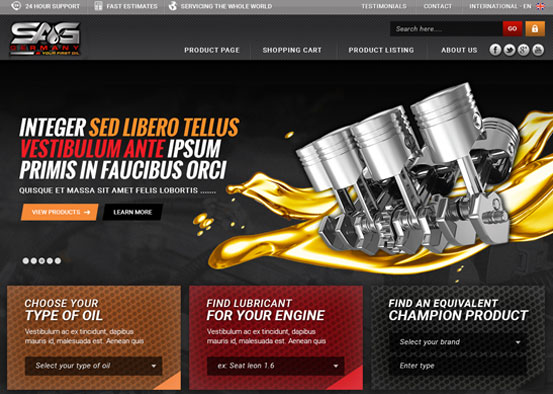 24 HOUR SUPPORT FAST ESTIMATES SERVICING THE WHOLE WORLD TESTIMONIALS CONTACT INTERNATIONAL - EN
SAG
GERMANY
Search here.... GO
PRODUCT PAGE SHOPPING CART PRODUCT LISTING ABOUT US
INTEGER SED LIBERO TELLUS
VESTIBULUM ANTE IPSUM
PRIMIS IN FAUCIBUS ORCI
QUISQUE ET MASSA SIT AMET FELIS LOBORTIS .......
VIEW PRODUCTS LEARN MORE
CHOOSE YOUR
TYPE OF OIL
Vestibulum ac ex tincidunt, dapibus
mauris id, malesuada est. Aenean quis
Select your type of oil
FIND LUBRICANT
FOR YOUR ENGINE
Vestibulum ac ex tincidunt, dapibus
mauris id, malesuada est. Aenean quis
ex: Seat leon 1.6
FIND AN EQUIVALENT
CHAMPION PRODUCT
Select your brand
Enter type